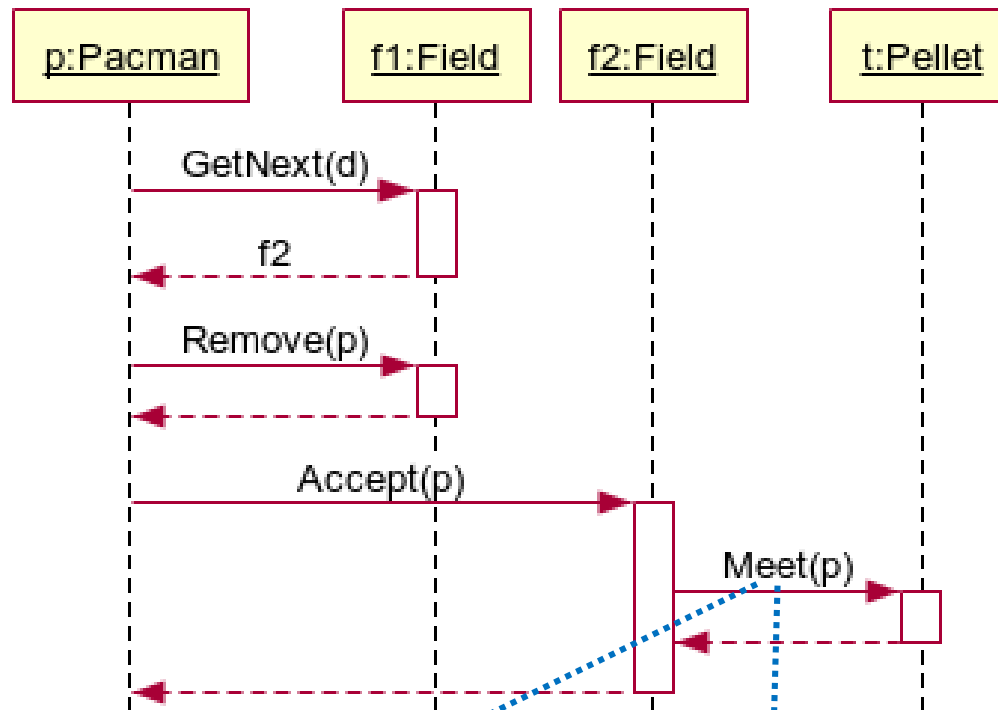 p:Pacman
f1:Field
f2:Field
t:Pellet
GetNext(d)
f2
Remove(p)
Accept(p)
Meet(p)